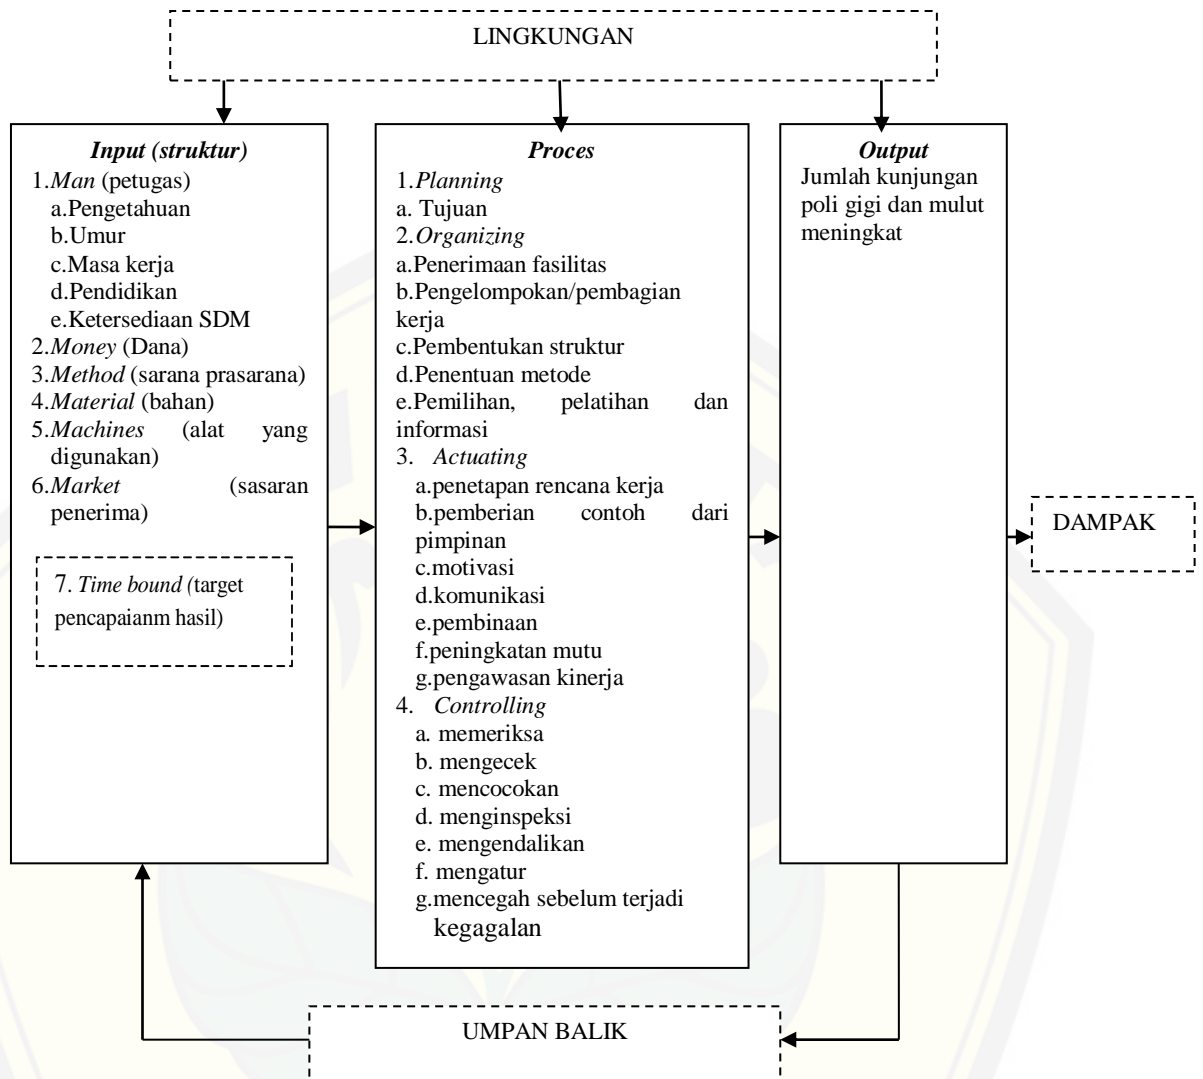 LINGKUNGAN
Input (struktur)
1.Man (petugas)
a.Pengetahuan
b.Umur
c.Masa kerja
d.Pendidikan
e.Ketersediaan SDM
2.Money (Dana)
3.Method (sarana prasarana)
4.Material (bahan)
5.Machines (alat yang
digunakan)
6.Market (sasaran
penerima)
7. Time bound (target
pencapaianm hasil)
Proces
1.Planning
a. Tujuan
2.Organizing
a.Penerimaan fasilitas
b.Pengelompokan/pembagian
kerja
c.Pembentukan struktur
d.Penentuan metode
e.Pemilihan, pelatihan dan
informasi
3. Actuating
a.penetapan rencana kerja
b.pemberian contoh dari
pimpinan
c.motivasi
d.komunikasi
e.pembinaan
f.peningkatan mutu
g.pengawasan kinerja
4. Controlling
a. memeriksa
b. mengecek
c. mencocokan
d. menginspeksi
e. mengendalikan
f. mengatur
g.mencegah sebelum terjadi
kegagalan
Output
Jumlah kunjungan
poli gigi dan mulut
meningkat
DAMPAK
UMPAN BALIK